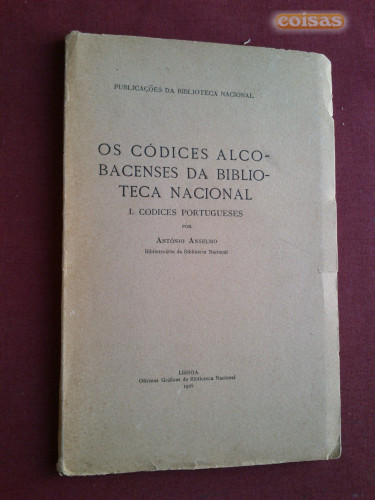 coisas
PUBLICAÇÕES DA BIBLIOTECA NACIONAL
OS CÓDICES ALCO-
BACENSES DA BIBLIO-
TECA NACIONAL
I. CODICES PORTUGUESES
POR
ANTÓNIO ANSELMO
Bibliotecário da Biblioteca Nacional
LISBOA
Oficinas Gráficas da Biblioteca Nacional
1926